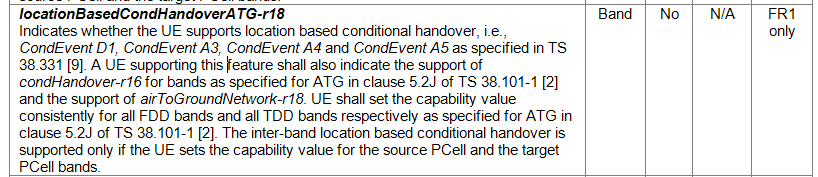 locationBasedCondHandoverATG-r18
Indicates whether the UE supports location based conditional handover, i.e.,
CondEvent D1, CondEvent A3, CondEvent A4 and CondEvent A5 as specified in TS
38.331 [9]. A UE supporting this feature shall also indicate the support of
condHandover-r16 for bands as specified for ATG in clause 5.2J of TS 38.101-1 [2]
and the support of airToGroundNetwork-r18. UE shall set the capability value
consistently for all FDD bands and all TDD bands respectively as specified for ATG in
clause 5.2J of TS 38.101-1 [2]. The inter-band location based conditional handover is
supported only if the UE sets the capability value for the source PCell and the target
PCell bands.
Band
No
N/A
FR1
only